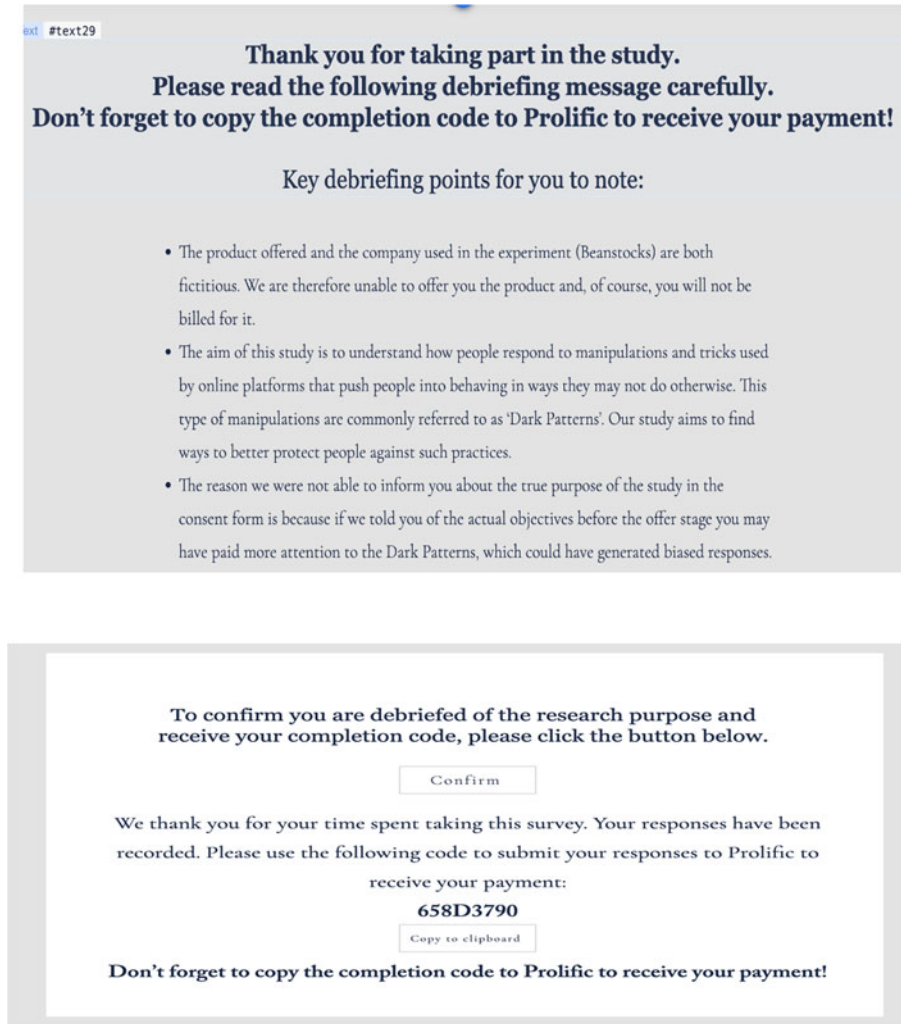 ext #text29
Thank you for taking part in the study.
Please read the following debriefing message carefully.
Don’t forget to copy the completion code to Prolific to receive your payment!
Key debriefing points for you to note:
• The product offered and the company used in the experiment (Beanstocks) are both
fictitious. We are therefore unable to offer you the product and, of course, you will not be
billed for it.
• The aim of this study is to understand how people respond to manipulations and tricks used
by online platforms that push people into behaving in ways they may not do otherwise. This
type of manipulations are commonly referred to as ‘Dark Patterns’. Our study aims to find
ways to better protect people against such practices.
• The reason we were not able to inform you about the true purpose of the study in the
consent form is because if we told you of the actual objectives before the offer stage you may
have paid more attention to the Dark Patterns, which could have generated biased responses.
To confirm you are debriefed of the research purpose and
receive your completion code, please click the button below.
Confirm
We thank you for your time spent taking this survey. Your responses have been
recorded. Please use the following code to submit your responses to Prolific to
receive your payment:
658D3790
Copy to clipboard
Don’t forget to copy the completion code to Prolific to receive your payment!